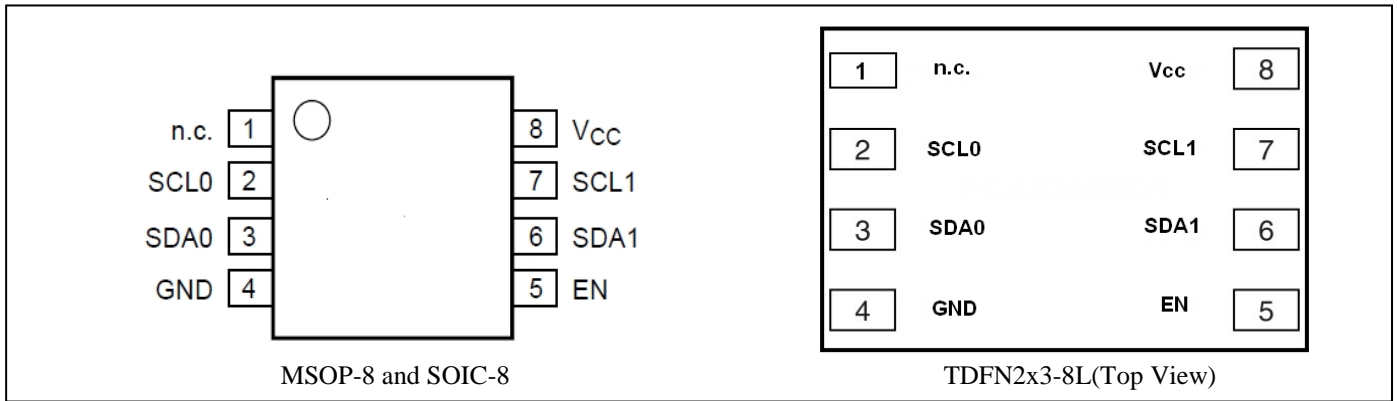 n.c. 1 8 VCC
SCL0 2 7 SCL1
SDA0 3 6 SDA1
GND 4 5 EN
MSOP-8 and SOIC-8
1 n.c. Vcc 8
2 SCL0 SCL1 7
3 SDA0 SDA1 6
4 GND EN 5
TDFN2x3-8L(Top View)